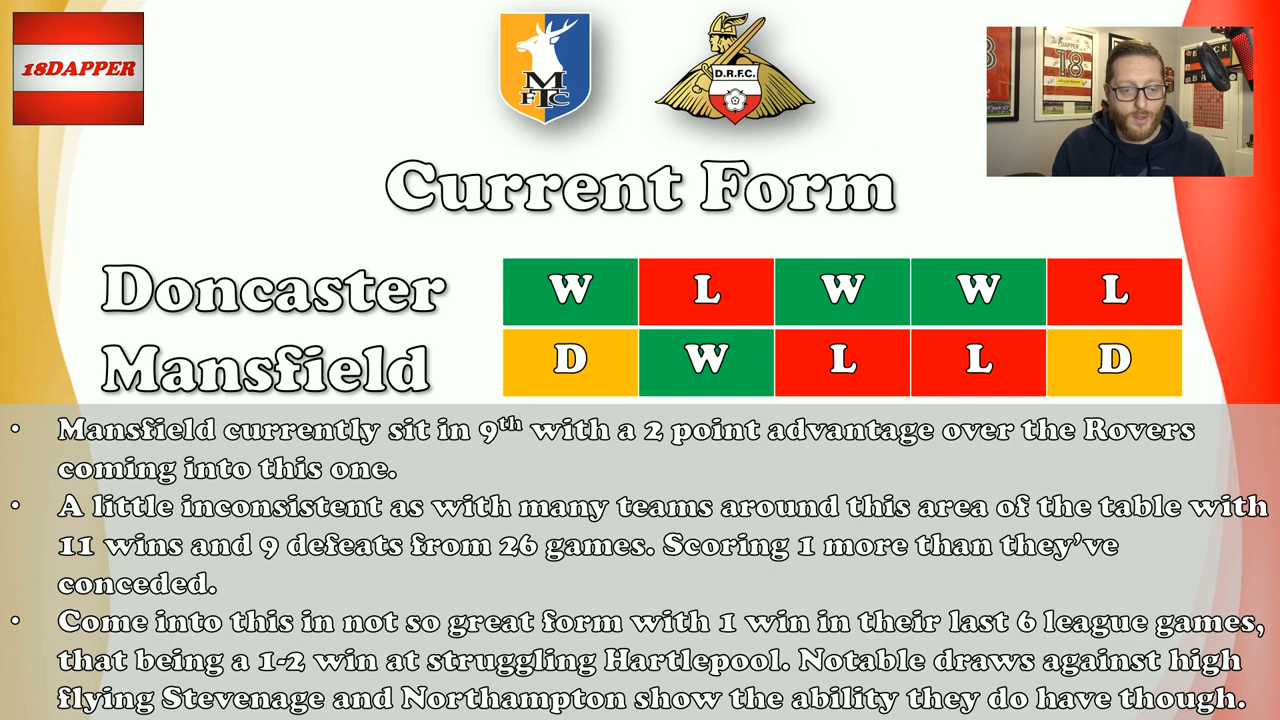 18DAPPER
M
FTC
D.R.F.C.
DAPPER
18
Current Form
Doncaster W L W W L
Mansfield D W L L D
• Mansfield currently sit in 9th with a 2 point advantage over the Rovers
coming into this one.
• A little inconsistent as with many teams around this area of the table with
11 wins and 9 defeats from 26 games. Scoring 1 more than they've
conceded.
• Come into this in not so great form with 1 win in their last 6 league games,
that being a 1-2 win at struggling Hartlepool. Notable draws against high
flying Stevenage and Northampton show the ability they do have though.